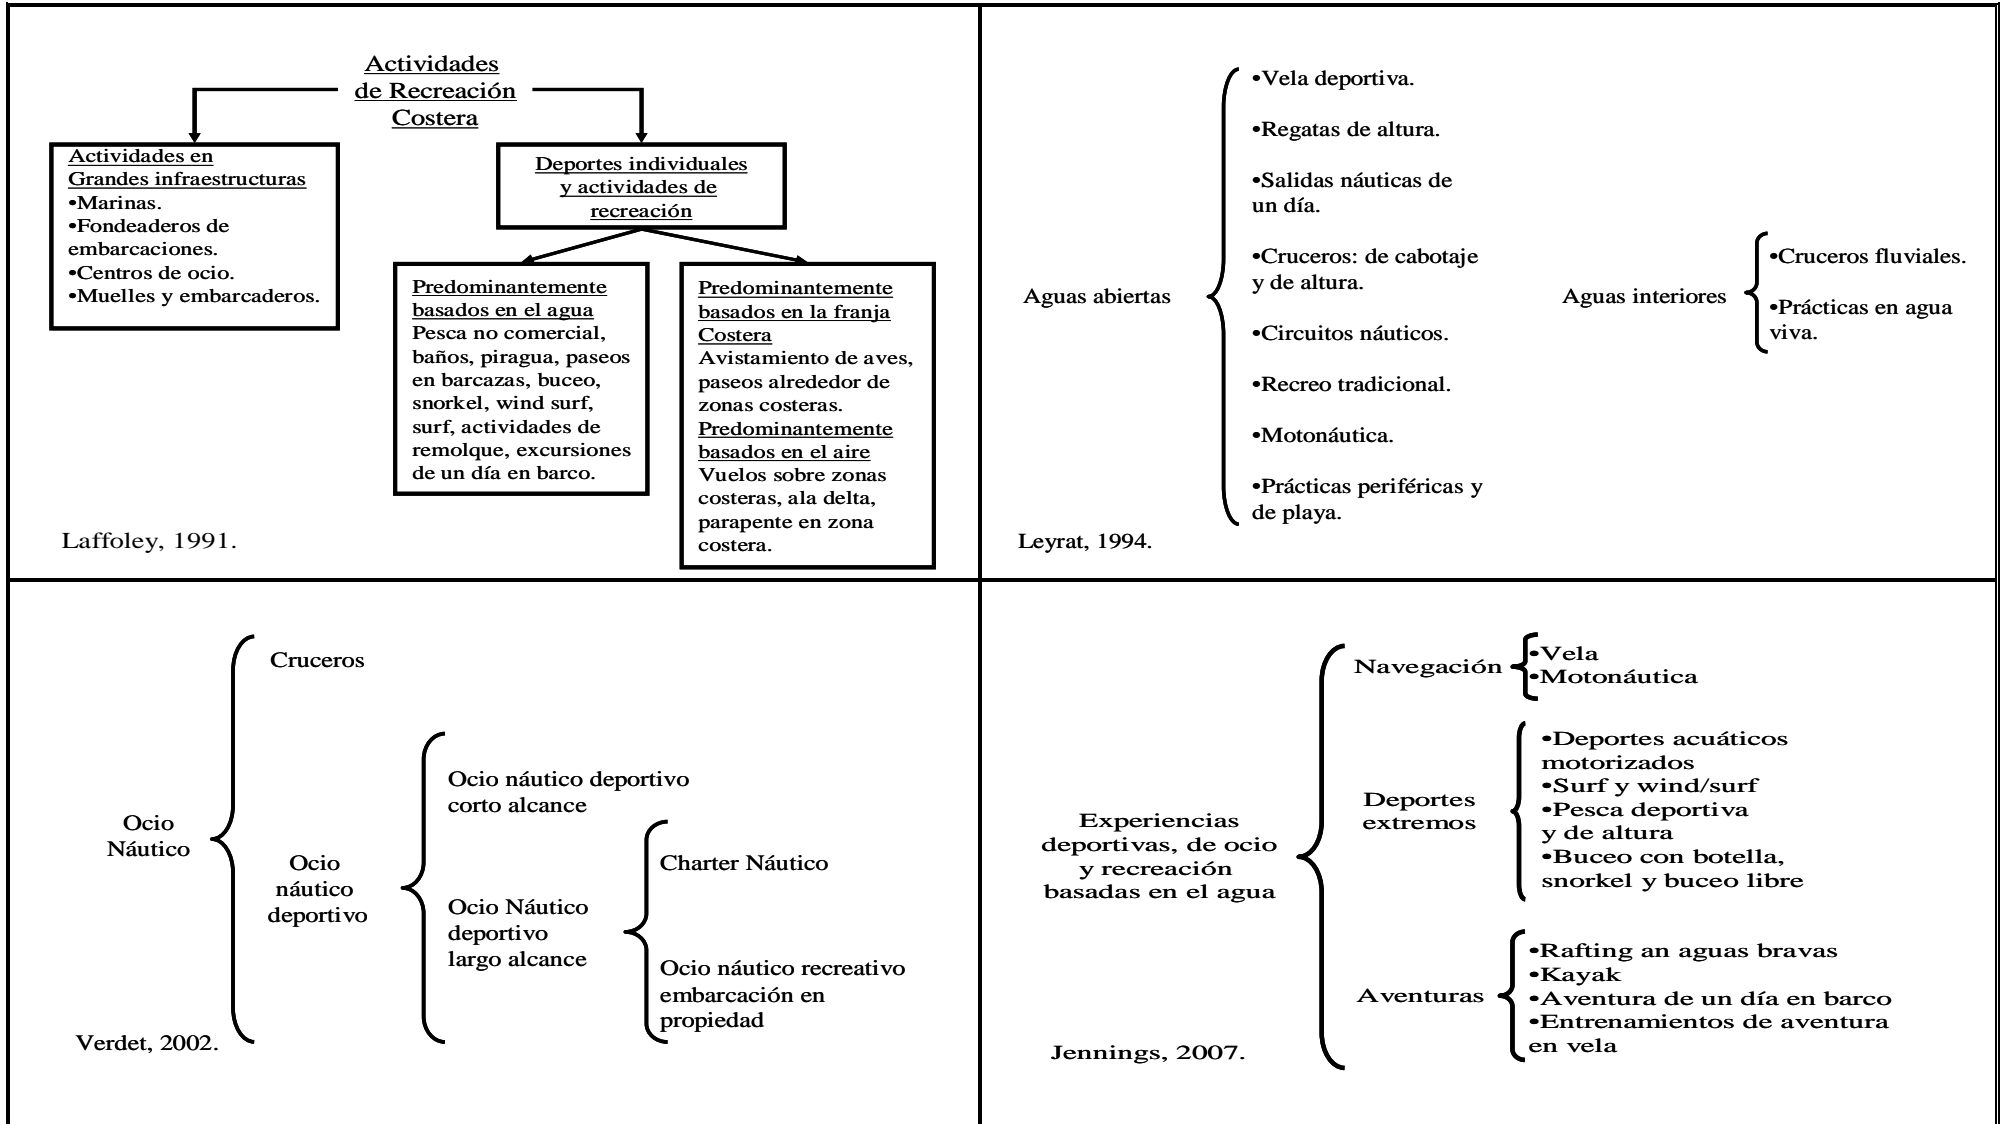 Actividades
de Recreación
Costera
Actividades en
Grandes infraestructuras
•Marinas.
•Fondeaderos de
embarcaciones.
•Centros de ocio.
•Muelles y embarcaderos.
Deportes individuales
y actividades de
recreación
Predominantemente
basados en el agua
Pesca no comercial,
baños, piragua, paseos
en barcazas, buceo,
snorkel, wind surf,
surf, actividades de
remolque, excursiones
de un día en barco.
Predominantemente
basados en la franja
Costera
Avistamiento de aves,
paseos alrededor de
zonas costeras.
Predominantemente
basados en el aire
Vuelos sobre zonas
costeras, ala delta,
parapente en zona
costera.
Laffoley, 1991.
Aguas abiertas
•Vela deportiva.
•Regatas de altura.
•Salidas náuticas de
un día.
•Cruceros: de cabotaje
y de altura.
•Circuitos náuticos.
•Recreo tradicional.
•Motonáutica.
•Prácticas periféricas y
de playa.
Aguas interiores
•Cruceros fluviales.
•Prácticas en agua
viva.
Leyrat, 1994.
Ocio
Náutico
Cruceros
Ocio
náutico
deportivo
Ocio náutico deportivo
corto alcance
Ocio Náutico
deportivo
largo alcance
Charter Náutico
Ocio náutico recreativo
embarcación en
propiedad
Verdet, 2002.
Experiencias
deportivas, de ocio
y recreación
basadas en el agua
Navegación
•Vela
•Motonáutica
Deportes
extremos
•Deportes acuáticos
motorizados
•Surf y wind/surf
•Pesca deportiva
y de altura
•Buceo con botella,
snorkel y buceo libre
Aventuras
•Rafting an aguas bravas
•Kayak
•Aventura de un día en barco
•Entrenamientos de aventura
en vela
Jennings, 2007.